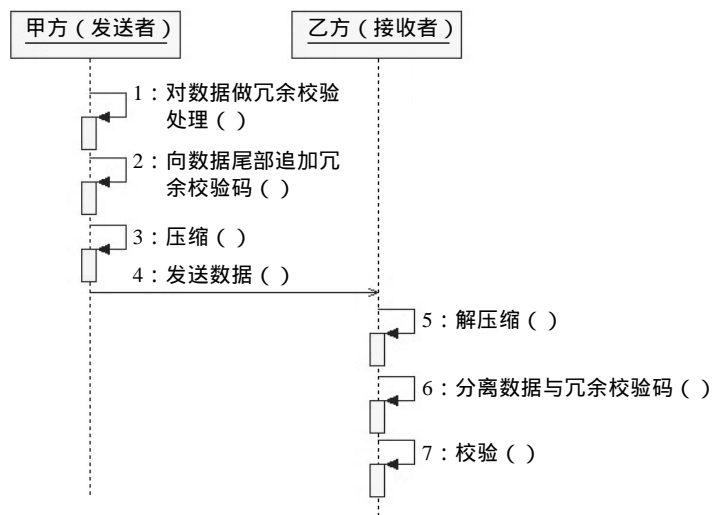 甲方（发送者）
乙方（接收者）
1：对数据做冗余校验
处理（ ）
2：向数据尾部追加冗
余校验码（ ）
3：压缩（ ）
4：发送数据（ ）
5：解压缩（ ）
6：分离数据与冗余校验码（ ）
7：校验（ ）